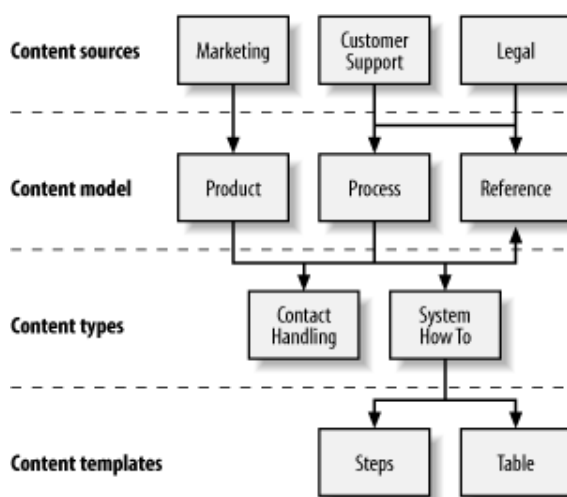 Content sources
Marketing
Customer
Support
Legal
Content model
Product
Process
Reference
Content types
Contact
Handling
System
How To
Content templates
Steps
Table